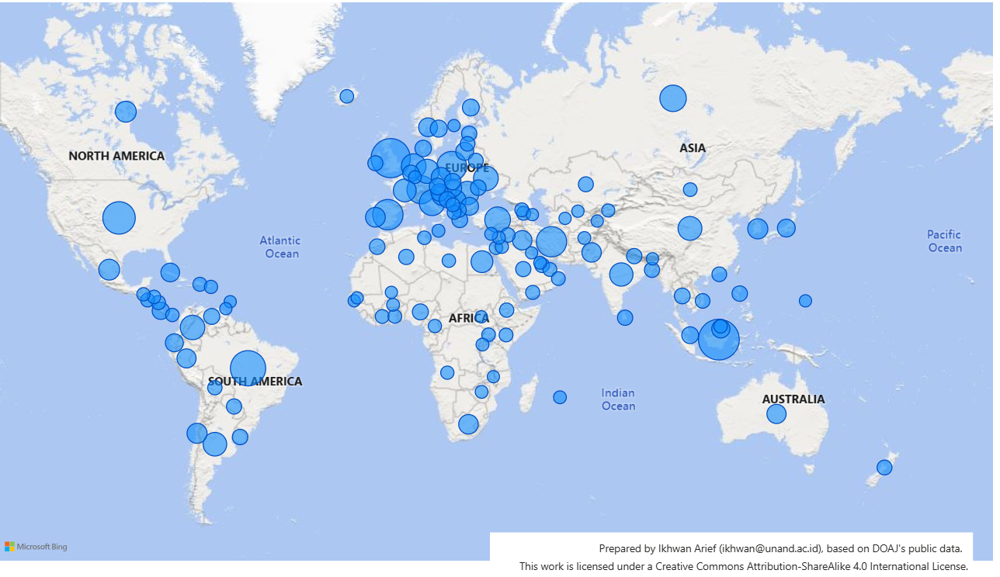 NORTH AMERICA
ASIA
EUROPE
Atlantic
Ocean
Pacific
Ocean
AFRICA
SOUTH AMERICA
Indian
Ocean
AUSTRALIA
Microsoft Bing
Prepared by Ikhwan Arief (ikhwan@unand.ac.id), based on DOAJ's public data.
This work is licensed under a Creative Commons Attribution-ShareAlike 4.0 International License.